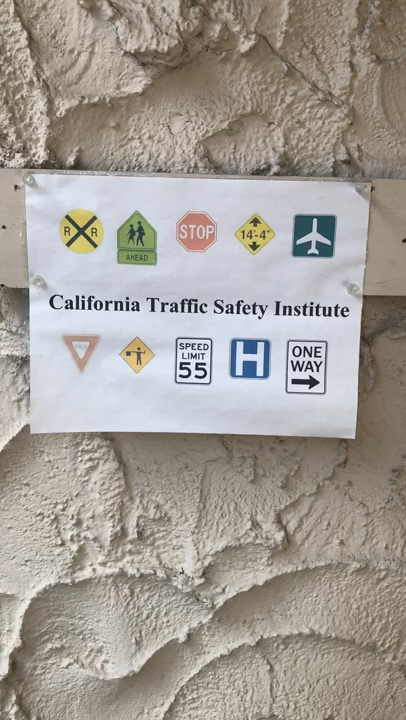 R R
AHEAD
STOP
14'-4"
California Traffic Safety Institute
YIELD
SPEED
LIMIT
55
H
ONE
WAY